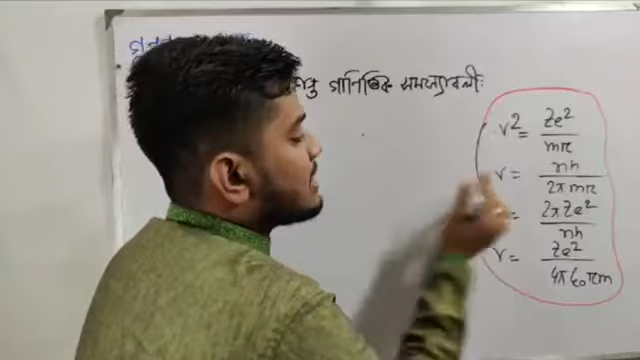 গাণিতিক সমস্যাবলী:
v² = Ze² / mr
v = nh / 2πmr
= 2πZe² / nh
v = Ze² / 4πε₀rm